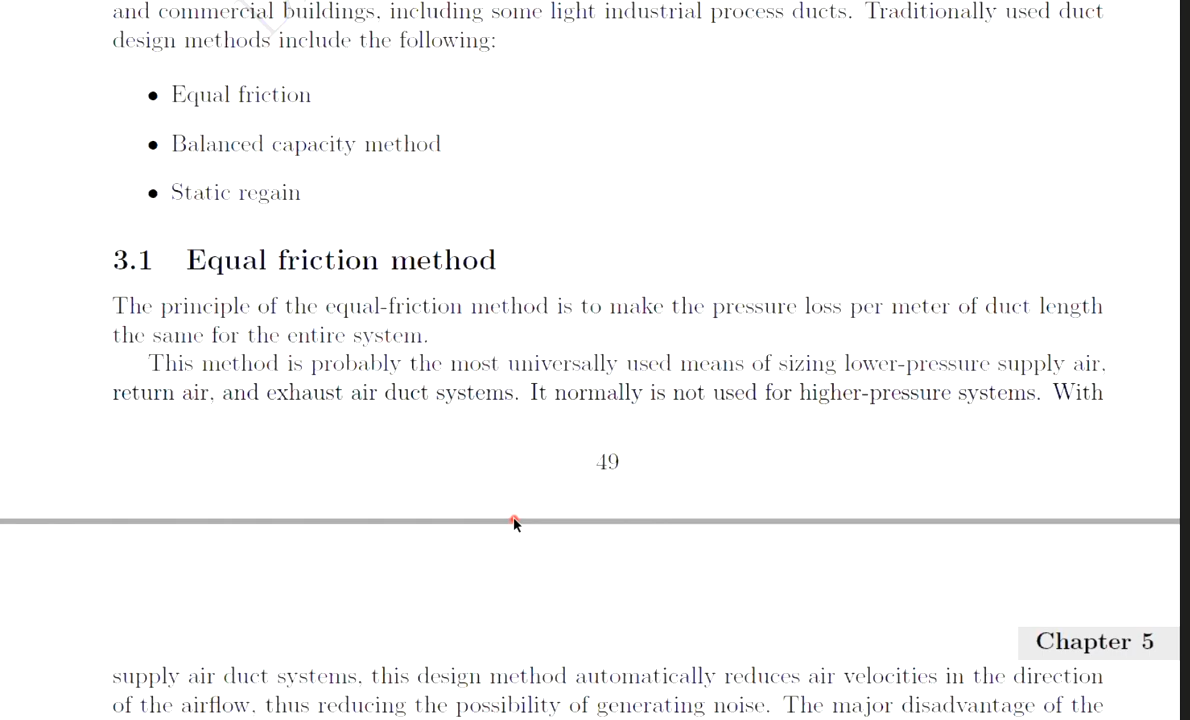 and commercial buildings, including some light industrial process ducts. Traditionally used duct
design methods include the following:
• Equal friction
• Balanced capacity method
• Static regain
3.1 Equal friction method
The principle of the equal-friction method is to make the pressure loss per meter of duct length
the same for the entire system.
This method is probably the most universally used means of sizing lower-pressure supply air,
return air, and exhaust air duct systems. It normally is not used for higher-pressure systems. With
49
Chapter 5
supply air duct systems, this design method automatically reduces air velocities in the direction
of the airflow, thus reducing the possibility of generating noise. The major disadvantage of the